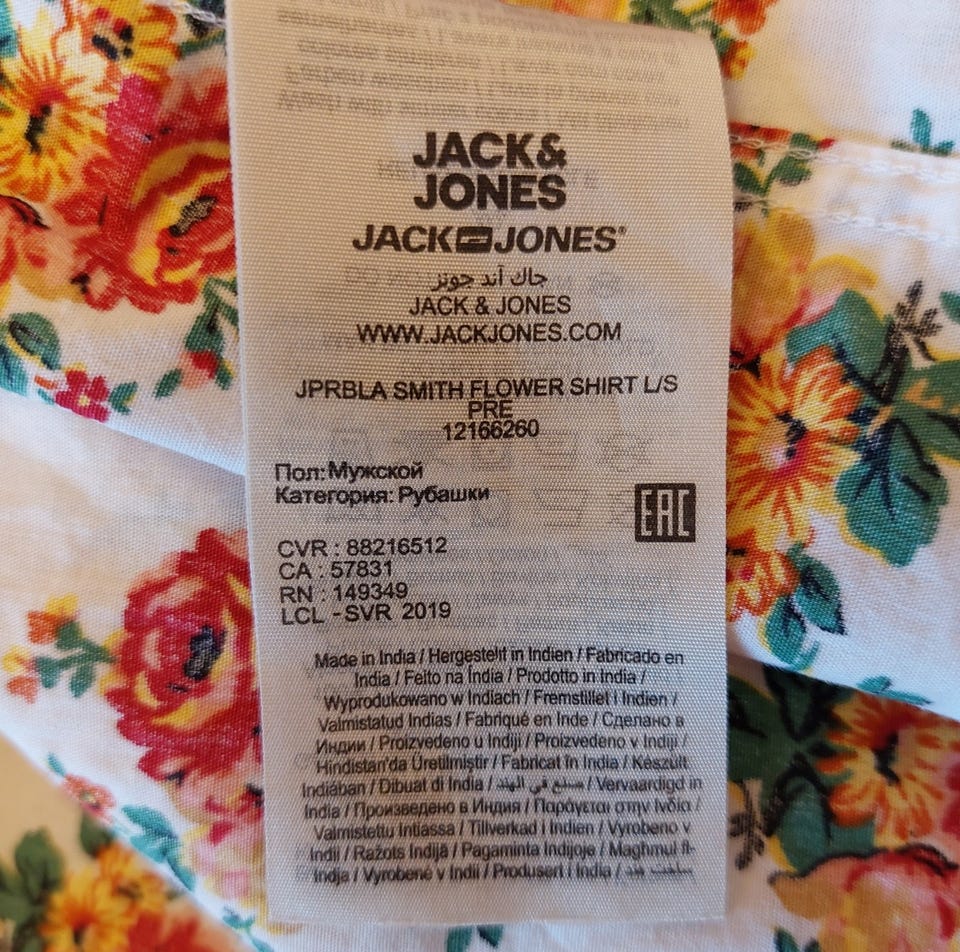 JACK&
JONES
JACK JONES®
جاك آند جونز
JACK & JONES
WWW.JACKJONES.COM
JPRBLA SMITH FLOWER SHIRT L/S
PRE
12166260
Пол: Мужской
Категория: Рубашки
EAC
CVR : 88216512
CA : 57831
RN : 149349
LCL - SVR 2019
Made in India / Hergestellt in Indien / Fabricado en
India / Feito na Índia / Prodotto in India /
Wyprodukowano w Indiach / Fremstillet i Indien /
Valmistatud Indias / Fabriqué en Inde / Сделано в
Индии / Proizvedeno u Indiji / Proizvedeno v Indiji /
Hindistan'da Üretilmiştir / Fabricat în India / Készült
Indiában / Dibuat di India / صنع في الهند / Vervaardigd in
India / Произведено в Индия / Παράγεται στην Ινδία /
Valmistettu Intiassa / Tillverkad i Indien / Vyrobeno v
Indii / Ražots Indijā / Pagaminta Indijoje / Magħmul fl-
Indja / Vyrobené v Indii / Produsert i India /